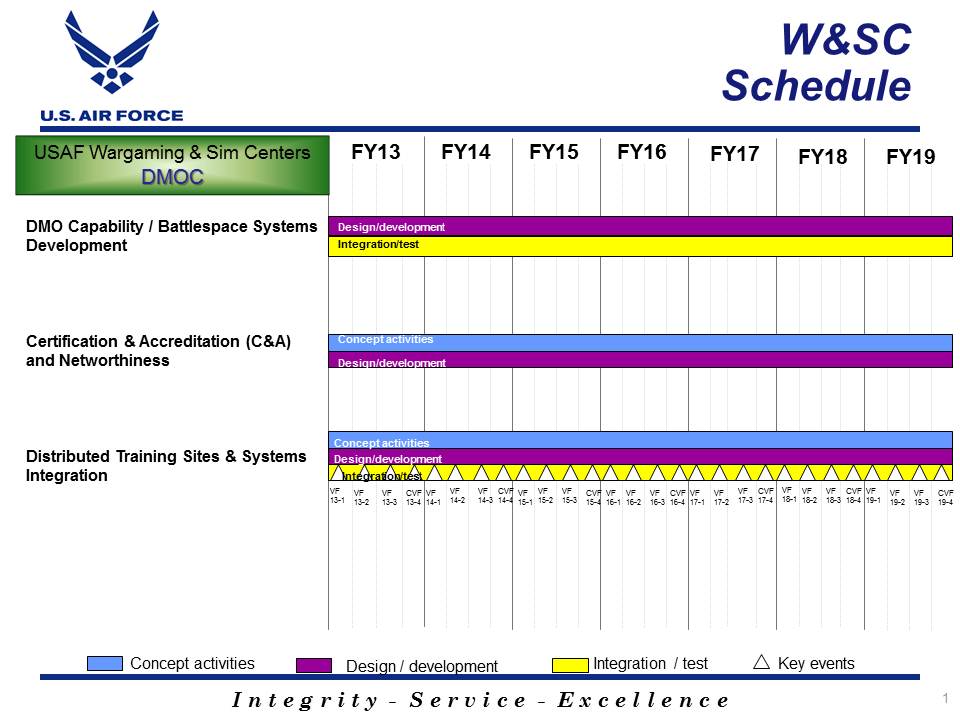 U.S. AIR FORCE
W&SC
Schedule
USAF Wargaming & Sim Centers
DMOC
FY13 FY14 FY15 FY16 FY17 FY18 FY19
DMO Capability / Battlespace Systems
Development
Design/development
Integration/test
Certification & Accreditation (C&A)
and Networthiness
Concept activities
Design/development
Distributed Training Sites & Systems
Integration
Concept activities
Design/development
Integration/test
VF VF VF CVF VF VF VF CVF VF VF VF CVF VF VF VF CVF VF VF VF CVF VF VF VF CVF VF VF VF CVF
13-1 13-2 13-3 13-4 14-1 14-2 14-3 14-4 15-1 15-2 15-3 15-4 16-1 16-2 16-3 16-4 17-1 17-2 17-3 17-4 18-1 18-2 18-3 18-4 19-1 19-2 19-3 19-4
Concept activities Design / development Integration / test Key events
Integrity - Service - Excellence
1